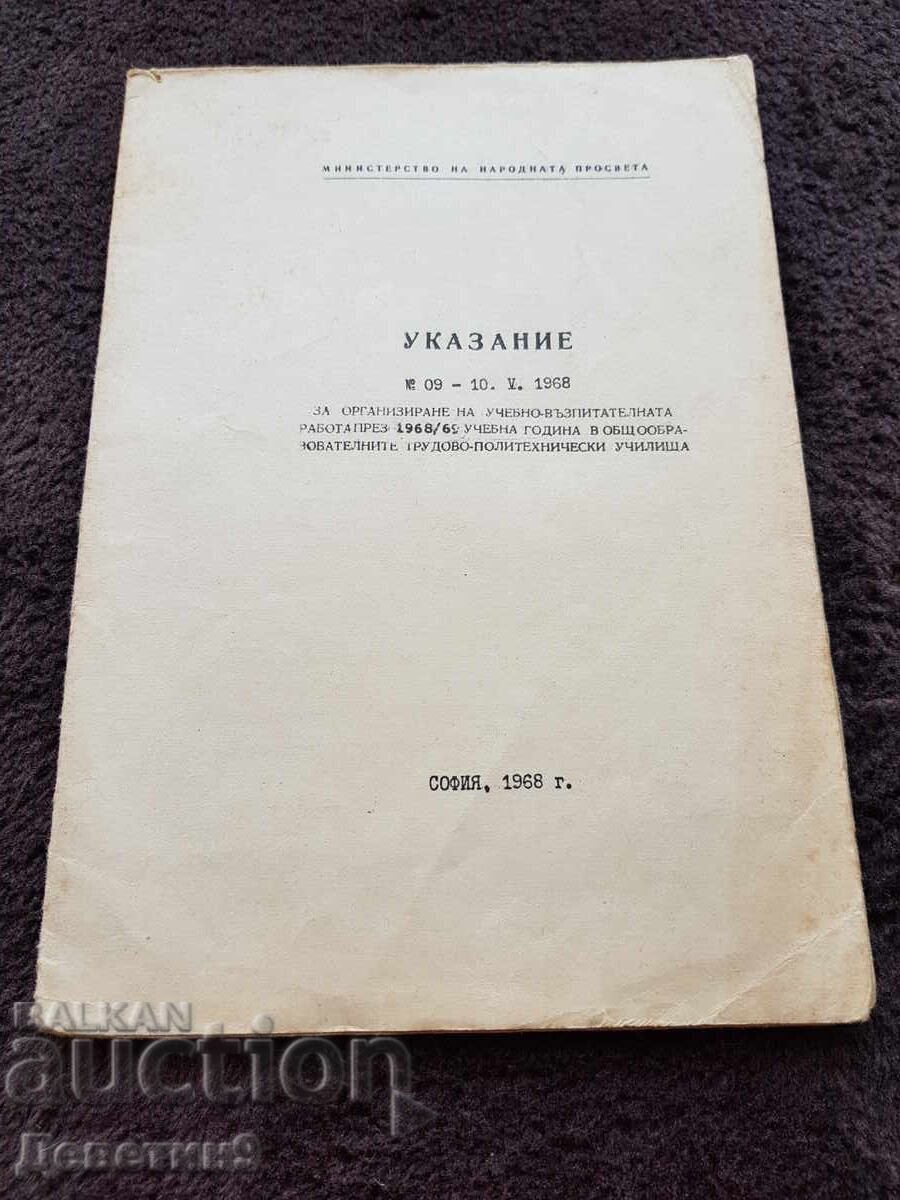 МИНИСТЕРСТВО НА НАРОДНАТА ПРОСВЕТА
УКАЗАНИЕ
№ 09 - 10. V. 1968
ЗА ОРГАНИЗИРАНЕ НА УЧЕБНО-ВЪЗПИТАТЕЛНАТА
РАБОТА ПРЕЗ 1968/69 УЧЕБНА ГОДИНА В ОБЩООБРА-
ЗОВАТЕЛНИТЕ ТРУДОВО-ПОЛИТЕХНИЧЕСКИ УЧИЛИЩА
СОФИЯ, 1968 г.
BALKAN
auction
Деветин9